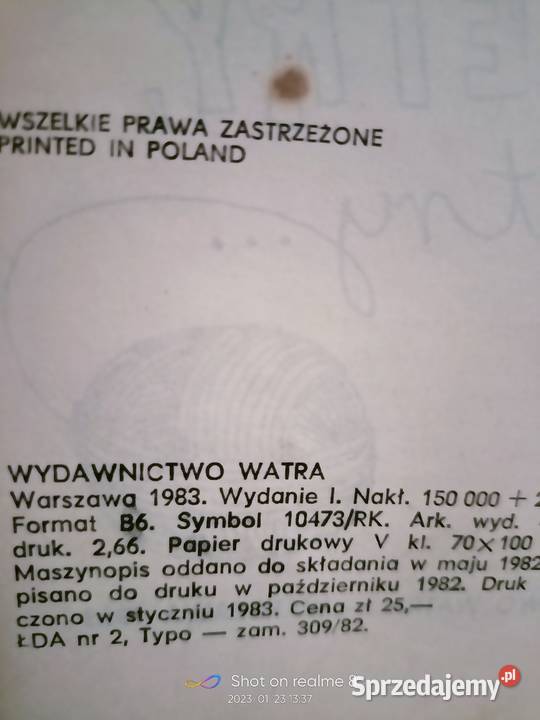 WSZELKIE PRAWA ZASTRZEŻONE
PRINTED IN POLAND
WYDAWNICTWO WATRA
Warszawa 1983. Wydanie I. Nakł. 150 000 + 2
Format B6. Symbol 10473/RK. Ark. wyd.
druk. 2,66. Papier drukowy V kl. 70×100
Maszynopis oddano do składania w maju 1982
pisano do druku w październiku 1982. Druk
czono w styczniu 1983. Cena zł 25,—
ŁDA nr 2, Typo — zam. 309/82.
Shot on realme 8
2023.01.23 13:37
Sprzedajemy.pl